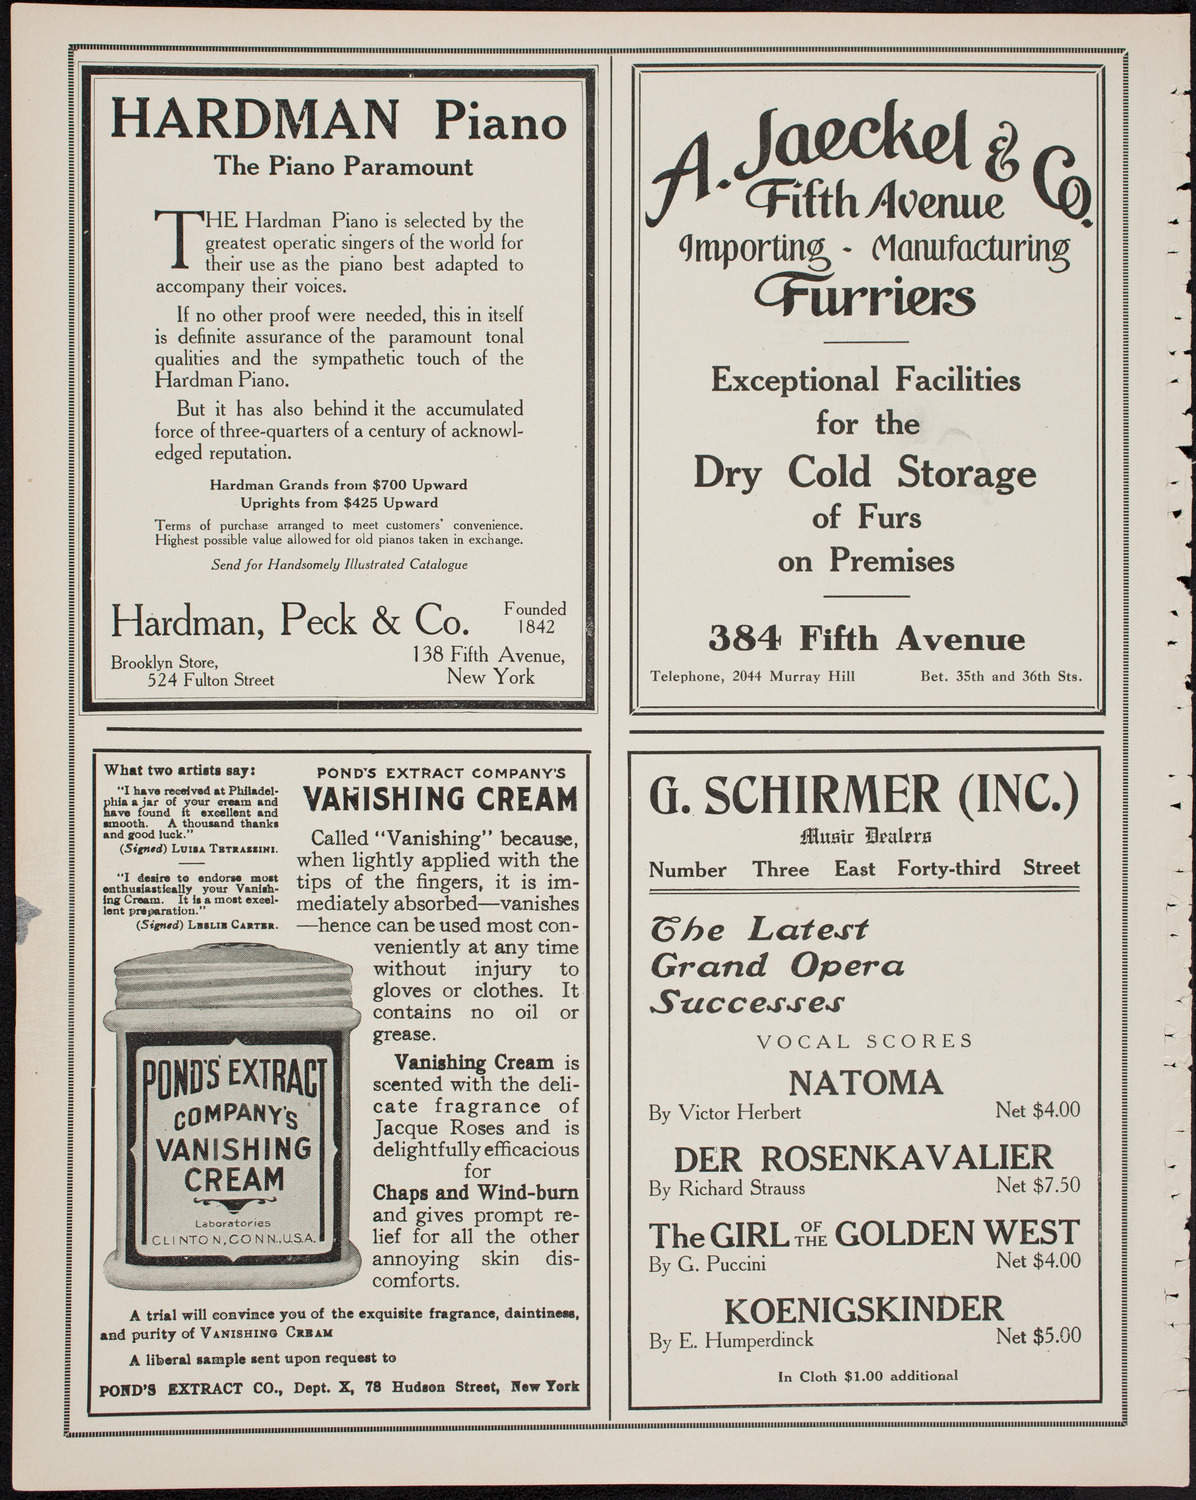 HARDMAN Piano
The Piano Paramount
THE Hardman Piano is selected by the
greatest operatic singers of the world for
their use as the piano best adapted to
accompany their voices.
If no other proof were needed, this in itself
is definite assurance of the paramount tonal
qualities and the sympathetic touch of the
Hardman Piano.
But it has also behind it the accumulated
force of three-quarters of a century of acknowl-
edged reputation.
Hardman Grands from $700 Upward
Uprights from $425 Upward
Terms of purchase arranged to meet customers' convenience.
Highest possible value allowed for old pianos taken in exchange.
Send for Handsomely Illustrated Catalogue
Hardman, Peck & Co.
Founded
1842
Brooklyn Store,
524 Fulton Street
138 Fifth Avenue,
New York
A. Jaeckel & Co.
Fifth Avenue
Importing - Manufacturing
Furriers
Exceptional Facilities
for the
Dry Cold Storage
of Furs
on Premises
384 Fifth Avenue
Telephone, 2044 Murray Hill
Bet. 35th and 36th Sts.
What two artists say:
"I have received at Philadel-
phia a jar of your cream and
have found it excellent and
smooth. A thousand thanks
and good luck."
(Signed) LUISA TETRAZZINI.
"I desire to endorse most
enthusiastically your Vanish-
ing Cream. It is a most excel-
lent preparation."
(Signed) LESLIE CARTER.
POND'S EXTRACT COMPANY'S
VANISHING CREAM
Called "Vanishing" because,
when lightly applied with the
tips of the fingers, it is im-
mediately absorbed—vanishes
—hence can be used most con-
veniently at any time
without injury to
gloves or clothes. It
contains no oil or
grease.
Vanishing Cream is
scented with the deli-
cate fragrance of
Jacque Roses and is
delightfully efficacious
for
Chaps and Wind-burn
and gives prompt re-
lief for all the other
annoying skin dis-
comforts.
POND'S EXTRACT
COMPANY'S
VANISHING
CREAM
Laboratories
CLINTON, CONN., U.S.A.
A trial will convince you of the exquisite fragrance, daintiness,
and purity of VANISHING CREAM
A liberal sample sent upon request to
POND'S EXTRACT CO., Dept. X, 78 Hudson Street, New York
G. SCHIRMER (INC.)
Music Dealers
Number Three East Forty-third Street
The Latest
Grand Opera
Successes
VOCAL SCORES
NATOMA
By Victor Herbert Net $4.00
DER ROSENKAVALIER
By Richard Strauss Net $7.50
The GIRL OF THE GOLDEN WEST
By G. Puccini Net $4.00
KOENIGSKINDER
By E. Humperdinck Net $5.00
In Cloth $1.00 additional